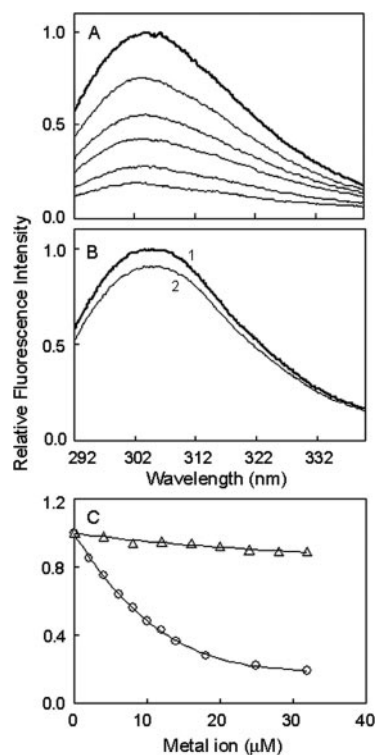 A
1.0
0.5
0.0
B
1
2
1.0
0.5
0.0
Relative Fluorescence Intensity
292 302 312 322 332
Wavelength (nm)
C
1.2
0.8
0.4
0.0
0 10 20 30 40
Metal ion (μM)